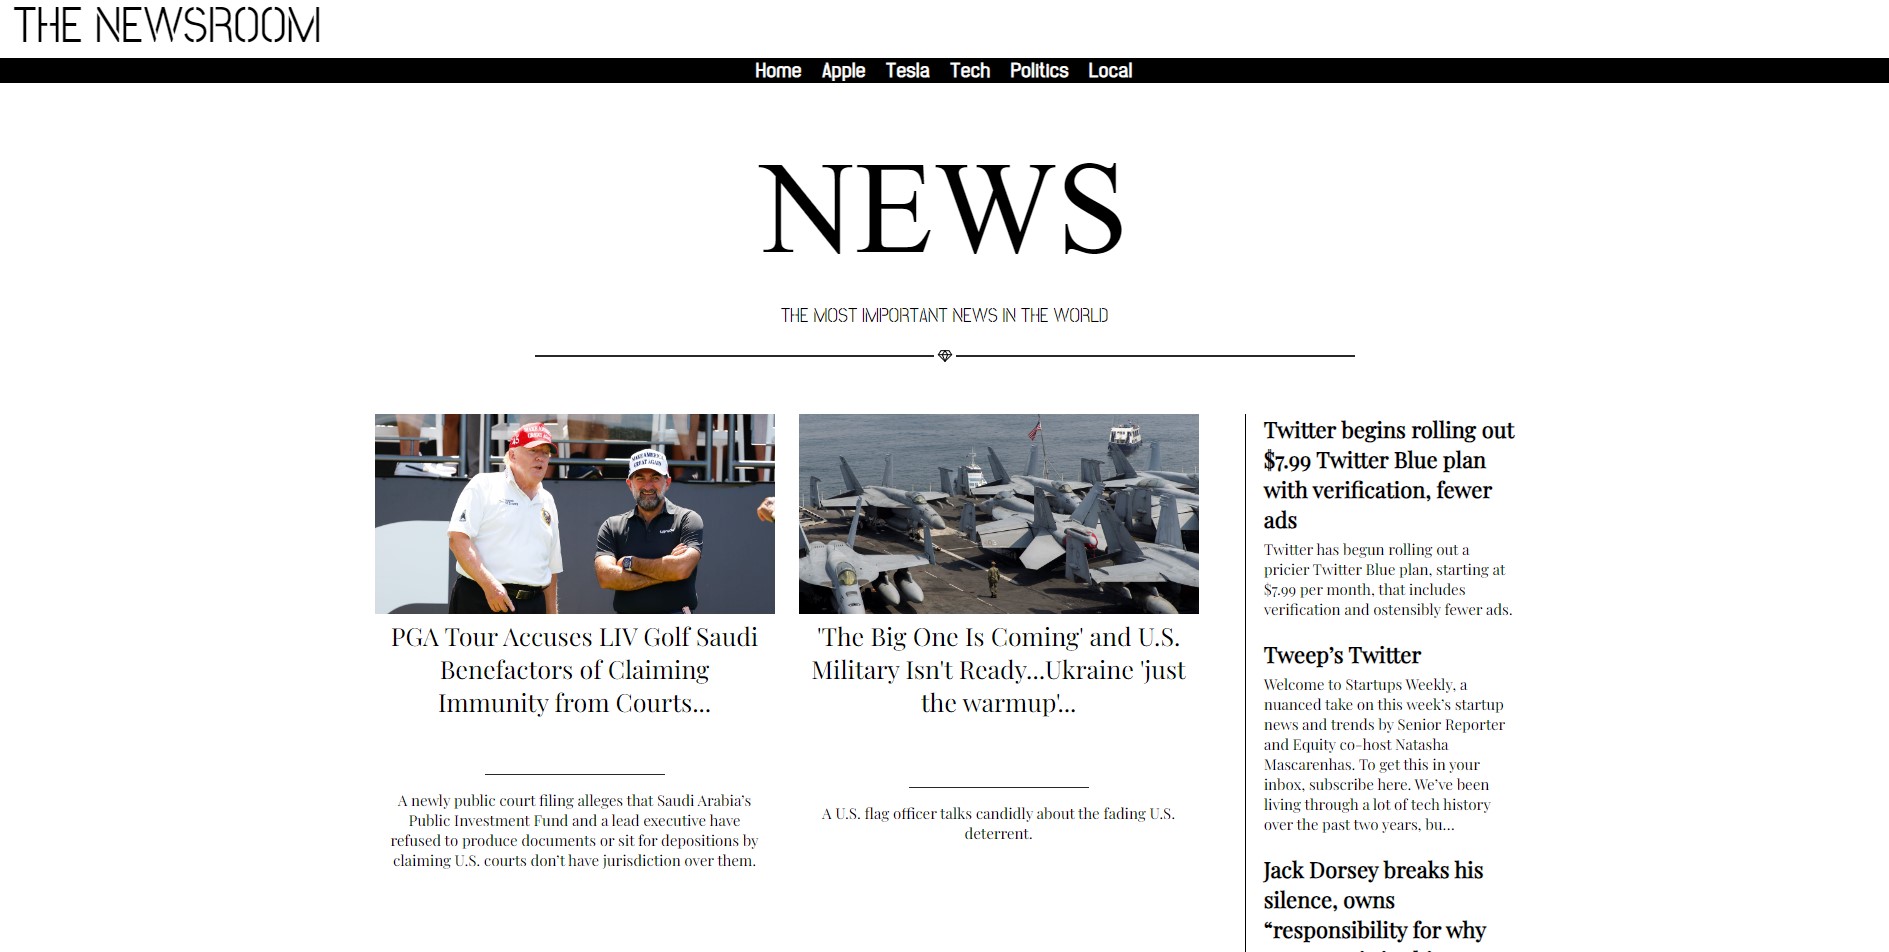 THE NEWSROOM
Home Apple Tesla Tech Politics Local
NEWS
THE MOST IMPORTANT NEWS IN THE WORLD
MAKE AMERICA
GREAT AGAIN
PGA Tour Accuses LIV Golf Saudi
Benefactors of Claiming
Immunity from Courts...
A newly public court filing alleges that Saudi Arabia’s
Public Investment Fund and a lead executive have
refused to produce documents or sit for depositions by
claiming U.S. courts don’t have jurisdiction over them.
'The Big One Is Coming' and U.S.
Military Isn't Ready...Ukraine 'just
the warmup'...
A U.S. flag officer talks candidly about the fading U.S.
deterrent.
Twitter begins rolling out
$7.99 Twitter Blue plan
with verification, fewer
ads
Twitter has begun rolling out a
pricier Twitter Blue plan, starting at
$7.99 per month, that includes
verification and ostensibly fewer ads.
Tweep’s Twitter
Welcome to Startups Weekly, a
nuanced take on this week’s startup
news and trends by Senior Reporter
and Equity co-host Natasha
Mascarenhas. To get this in your
inbox, subscribe here. We’ve been
living through a lot of tech history
over the past two years, bu…
Jack Dorsey breaks his
silence, owns
“responsibility for why